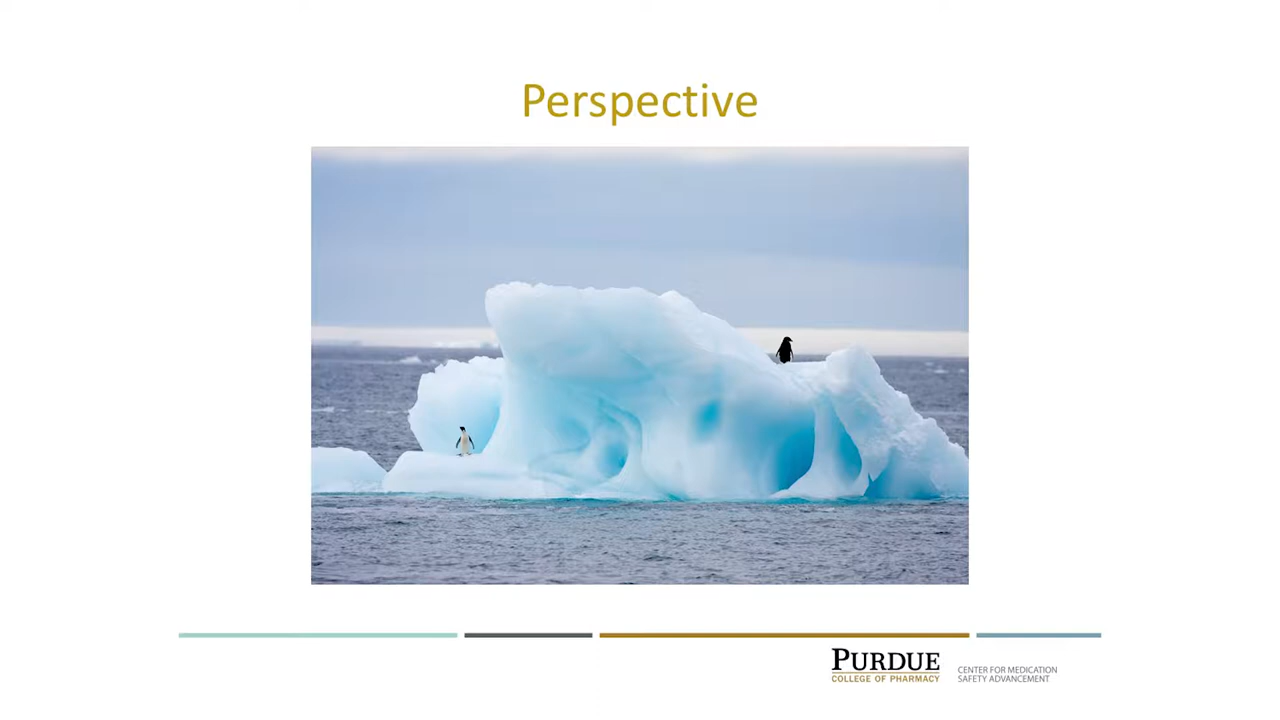 Perspective
PURDUE
COLLEGE OF PHARMACY
CENTER FOR MEDICATION
SAFETY ADVANCEMENT